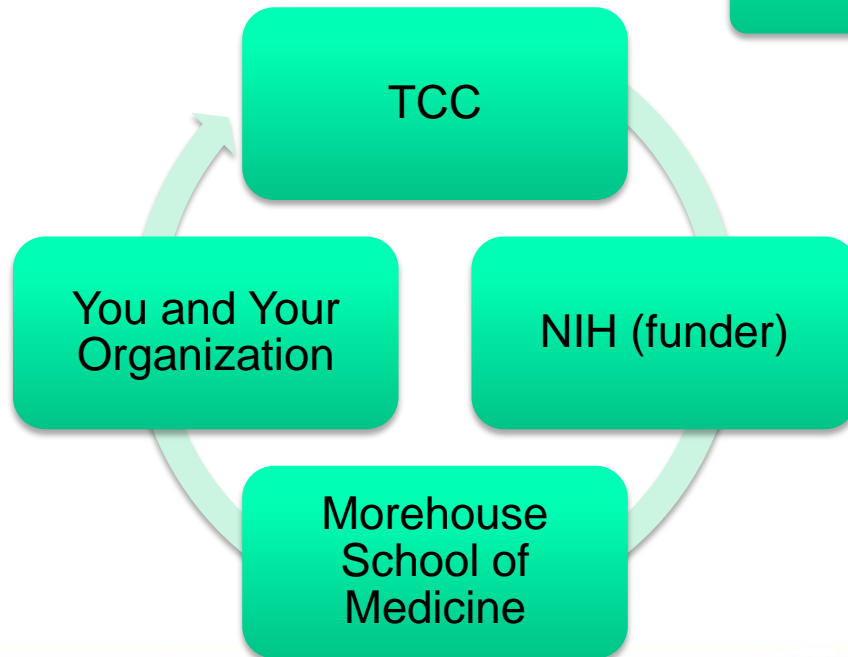 TCC
You and Your
Organization
NIH (funder)
Morehouse
School of
Medicine